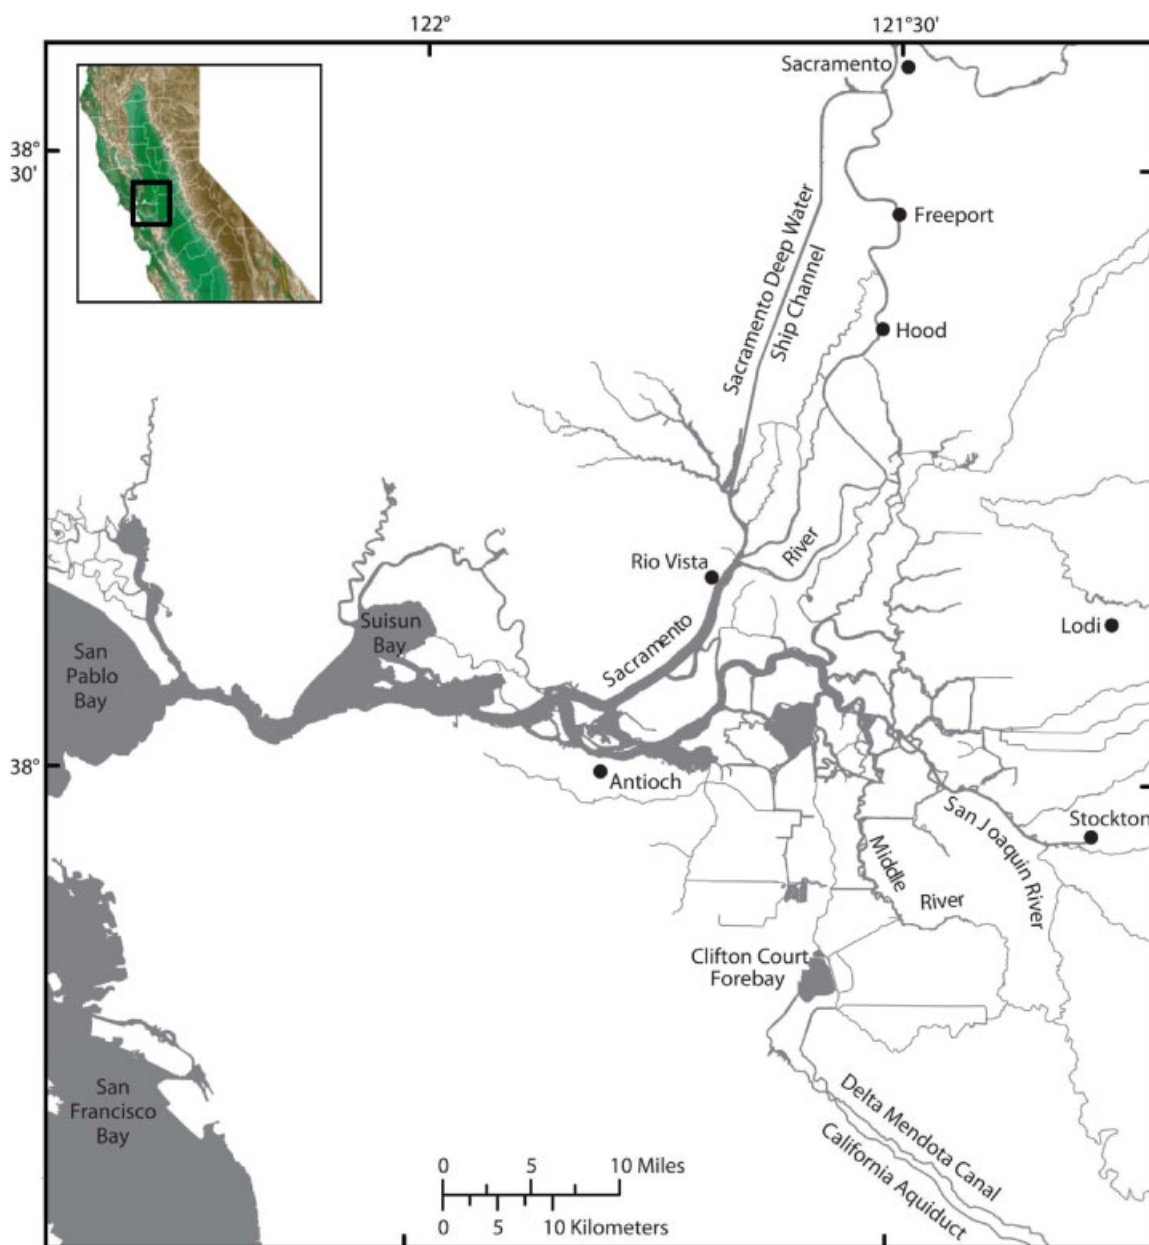 122°
121°30'
Sacramento
38°
30'
Freeport
Sacramento Deep Water
Ship Channel
Hood
River
Rio Vista
Suisun
Bay
Lodi
San
Pablo
Bay
Sacramento
38°
Antioch
San Joaquin River
Stockton
Middle
River
Clifton Court
Forebay
San
Francisco
Bay
Delta Mendota Canal
California Aquiduct
0 5 10 Miles
0 5 10 Kilometers